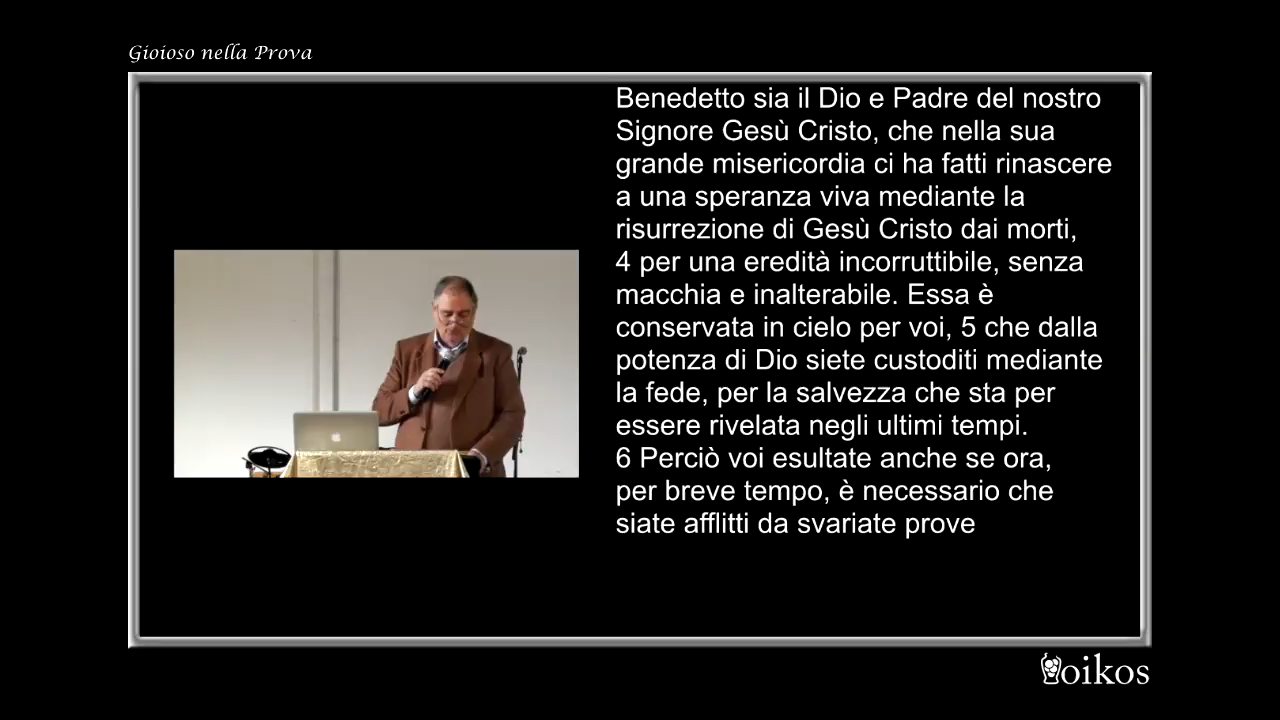 Gioioso nella Prova
Benedetto sia il Dio e Padre del nostro
Signore Gesù Cristo, che nella sua
grande misericordia ci ha fatti rinascere
a una speranza viva mediante la
risurrezione di Gesù Cristo dai morti,
4 per una eredità incorruttibile, senza
macchia e inalterabile. Essa è
conservata in cielo per voi, 5 che dalla
potenza di Dio siete custoditi mediante
la fede, per la salvezza che sta per
essere rivelata negli ultimi tempi.
6 Perciò voi esultate anche se ora,
per breve tempo, è necessario che
siate afflitti da svariate prove
oikos